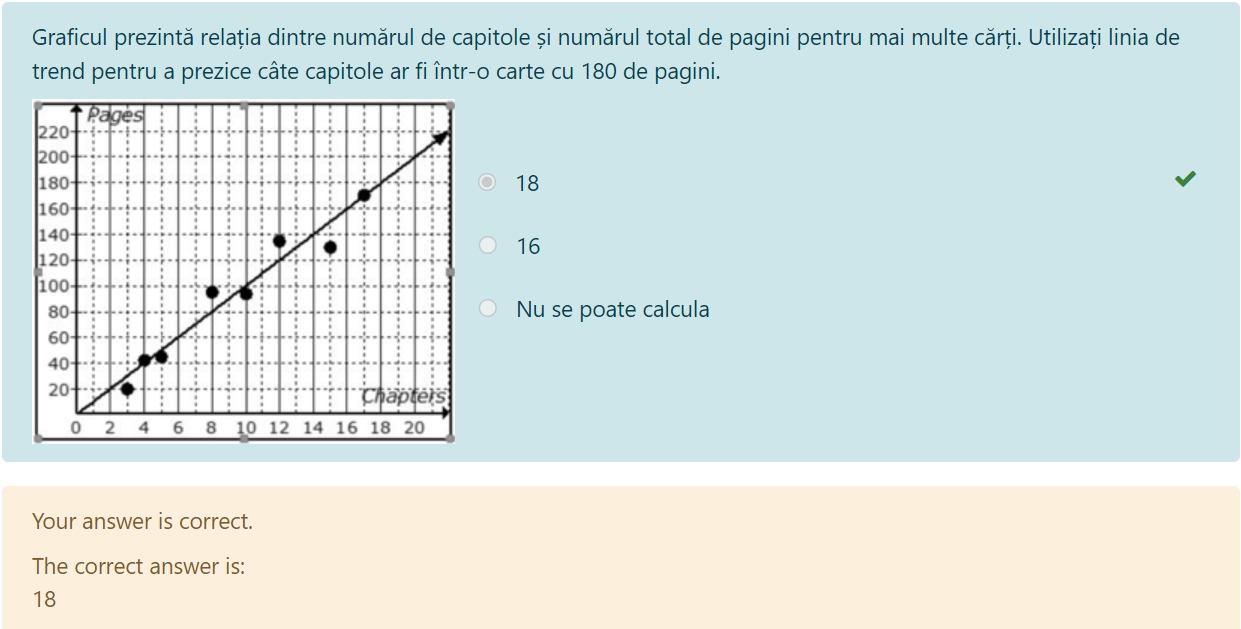 Graficul prezintă relația dintre numărul de capitole și numărul total de pagini pentru mai multe cărți. Utilizați linia de
trend pentru a prezice câte capitole ar fi într-o carte cu 180 de pagini.
Pages
220
200
180
160
140
120
100
80
60
40
20
Chapters
0 2 4 6 8 10 12 14 16 18 20
18
16
Nu se poate calcula
Your answer is correct.
The correct answer is:
18